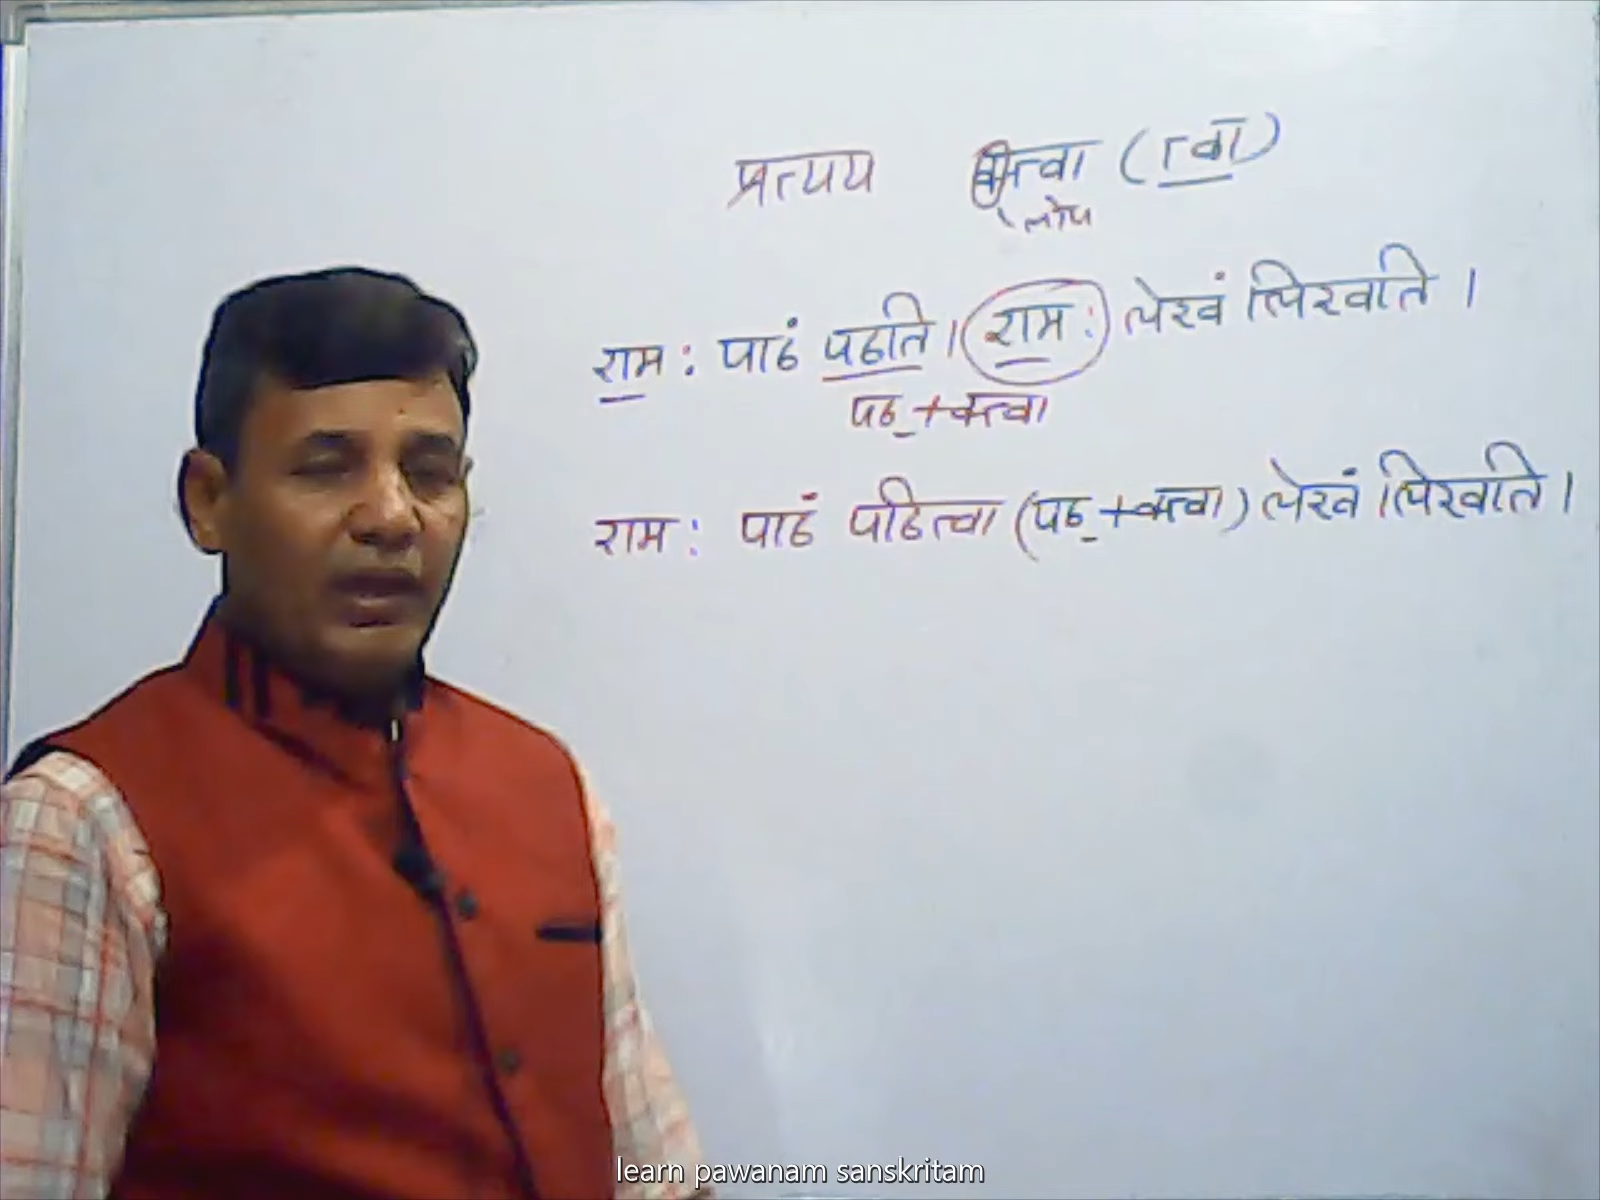 प्रत्यय क्त्वा (त्वा)
लोप
राम: पाठं पठति। राम: लेखं लिखति।
पठ्+क्त्वा
राम: पाठं पठित्वा (पठ्+क्त्वा) लेखं लिखति।
learn pawanam sanskritam